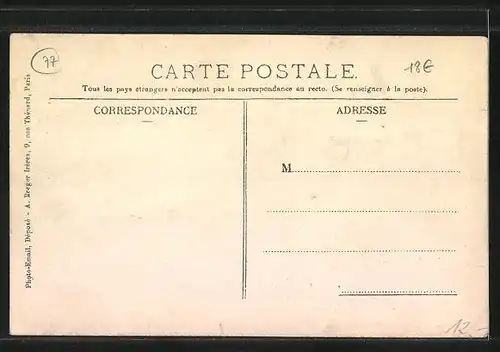 77
CARTE POSTALE.
18€
Tous les pays étrangers n'acceptent pas la correspondance au recto. (Se renseigner à la poste).
CORRESPONDANCE
ADRESSE
M
Photo-Email, Déposé - A. Breger frères, 9, rue Thénard, Paris
12.-